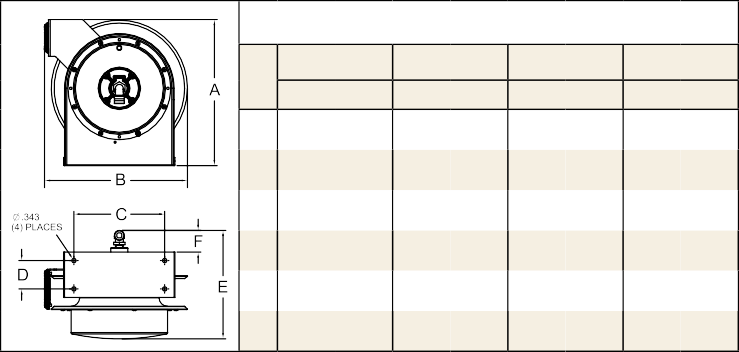 A
B
C
Ø .343
(4) PLACES
F
D
E